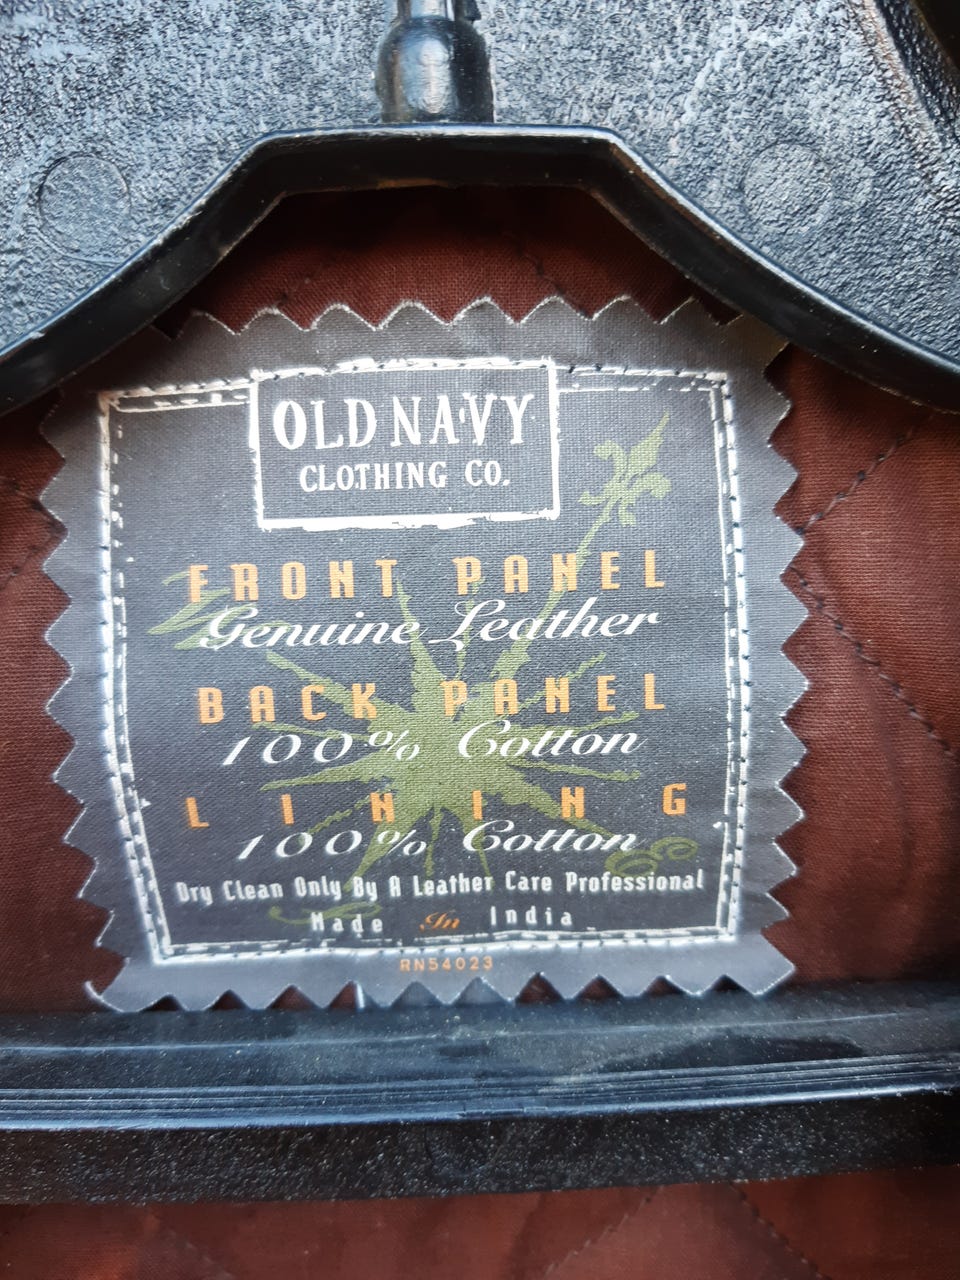 OLD NAVY
CLOTHING CO.
FRONT PANEL
Genuine Leather
BACK PANEL
100% Cotton
LINING
100% Cotton
Dry Clean Only By A Leather Care Professional
Made In India
RN54023